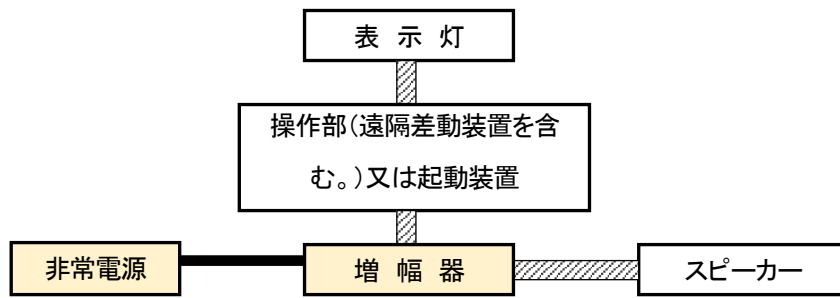 表 示 灯
操作部(遠隔差動装置を含
む。)又は起動装置
非常電源
増 幅 器
スピーカー